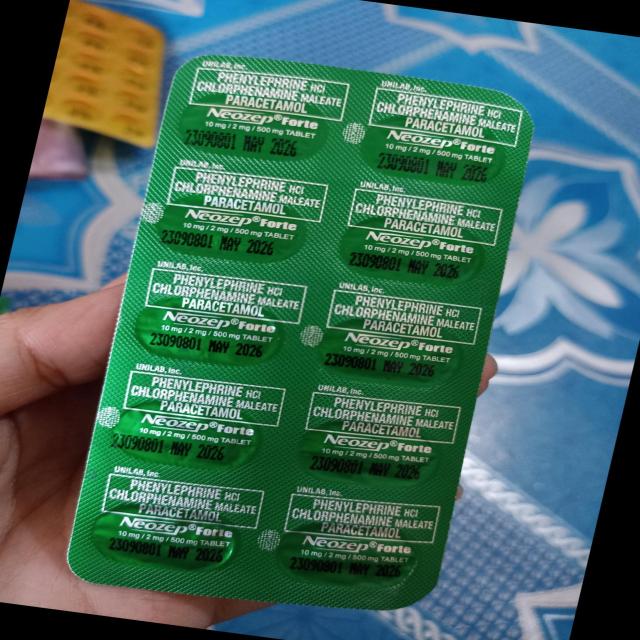 UNILAB, Inc.
PHENYLEPHRINE HCl
CHLORPHENAMINE MALEATE
PARACETAMOL
Neozep®Forte
10 mg / 2 mg / 500 mg TABLET
23090801 MAY 2026
UNILAB, Inc.
PHENYLEPHRINE HCl
CHLORPHENAMINE MALEATE
PARACETAMOL
Neozep®Forte
10 mg / 2 mg / 500 mg TABLET
23090801 MAY 2026
UNILAB, Inc.
PHENYLEPHRINE HCl
CHLORPHENAMINE MALEATE
PARACETAMOL
Neozep®Forte
10 mg / 2 mg / 500 mg TABLET
23090801 MAY 2026
UNILAB, Inc.
PHENYLEPHRINE HCl
CHLORPHENAMINE MALEATE
PARACETAMOL
Neozep®Forte
10 mg / 2 mg / 500 mg TABLET
23090801 MAY 2026
UNILAB, Inc.
PHENYLEPHRINE HCl
CHLORPHENAMINE MALEATE
PARACETAMOL
Neozep®Forte
10 mg / 2 mg / 500 mg TABLET
23090801 MAY 2026
UNILAB, Inc.
PHENYLEPHRINE HCl
CHLORPHENAMINE MALEATE
PARACETAMOL
Neozep®Forte
10 mg / 2 mg / 500 mg TABLET
23090801 MAY 2026
UNILAB, Inc.
PHENYLEPHRINE HCl
CHLORPHENAMINE MALEATE
PARACETAMOL
Neozep®Forte
10 mg / 2 mg / 500 mg TABLET
23090801 MAY 2026
UNILAB, Inc.
PHENYLEPHRINE HCl
CHLORPHENAMINE MALEATE
PARACETAMOL
Neozep®Forte
10 mg / 2 mg / 500 mg TABLET
23090801 MAY 2026
UNILAB, Inc.
PHENYLEPHRINE HCl
CHLORPHENAMINE MALEATE
PARACETAMOL
Neozep®Forte
10 mg / 2 mg / 500 mg TABLET
23090801 MAY 2026
UNILAB, Inc.
PHENYLEPHRINE HCl
CHLORPHENAMINE MALEATE
PARACETAMOL
Neozep®Forte
10 mg / 2 mg / 500 mg TABLET
23090801 MAY 2026